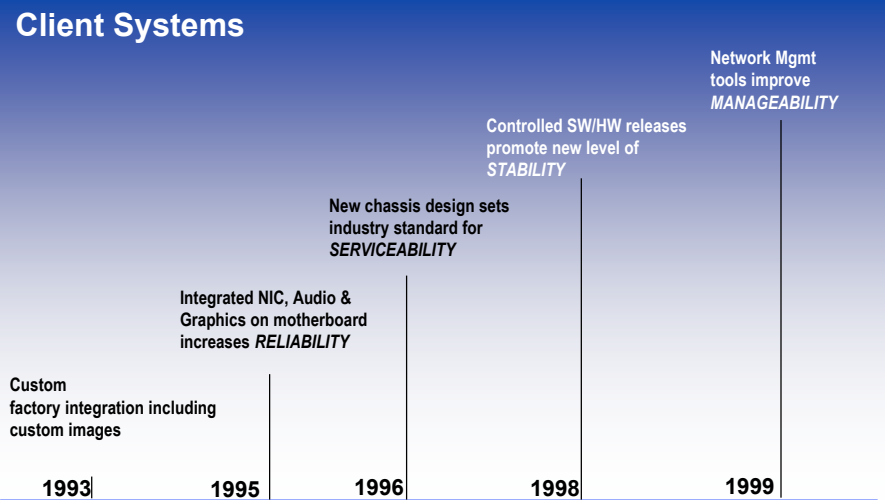 Client Systems
Network Mgmt
tools improve
MANAGEABILITY
Controlled SW/HW releases
promote new level of
STABILITY
New chassis design sets
industry standard for
SERVICEABILITY
Integrated NIC, Audio &
Graphics on motherboard
increases RELIABILITY
Custom
factory integration including
custom images
1993
1995
1996
1998
1999